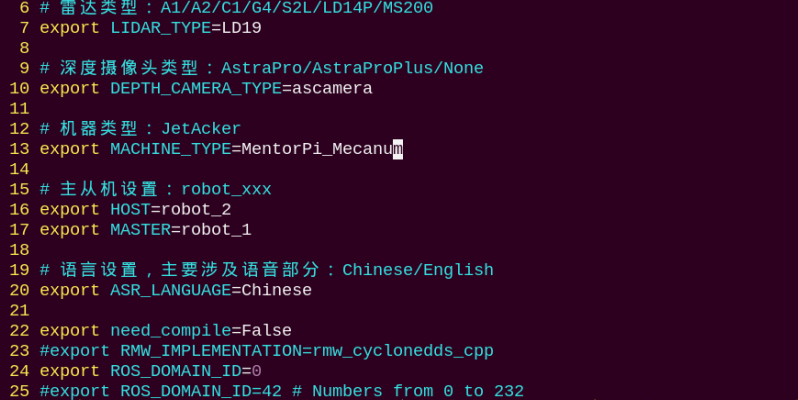 6 # 雷达类型：A1/A2/C1/G4/S2L/LD14P/MS200
7 export LIDAR_TYPE=LD19
8
9 # 深度摄像头类型：AstraPro/AstraProPlus/None
10 export DEPTH_CAMERA_TYPE=ascamera
11
12 # 机器类型：JetAcker
13 export MACHINE_TYPE=MentorPi_Mecanum
14
15 # 主从机设置：robot_xxx
16 export HOST=robot_2
17 export MASTER=robot_1
18
19 # 语言设置，主要涉及语音部分：Chinese/English
20 export ASR_LANGUAGE=Chinese
21
22 export need_compile=False
23 #export RMW_IMPLEMENTATION=rmw_cyclonedds_cpp
24 export ROS_DOMAIN_ID=0
25 #export ROS_DOMAIN_ID=42 # Numbers from 0 to 232